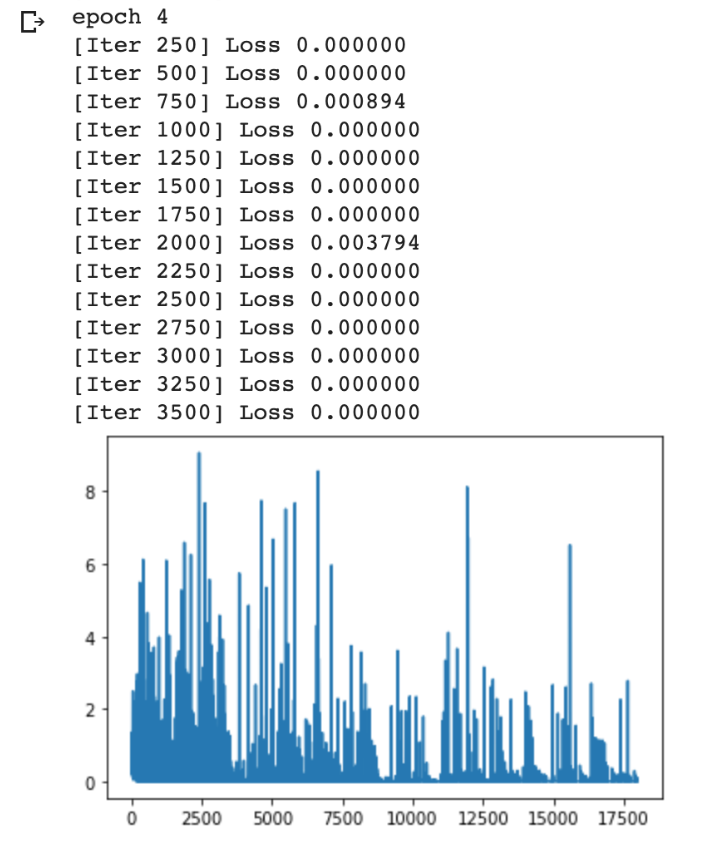 epoch 4
[Iter 250] Loss 0.000000
[Iter 500] Loss 0.000000
[Iter 750] Loss 0.000894
[Iter 1000] Loss 0.000000
[Iter 1250] Loss 0.000000
[Iter 1500] Loss 0.000000
[Iter 1750] Loss 0.000000
[Iter 2000] Loss 0.003794
[Iter 2250] Loss 0.000000
[Iter 2500] Loss 0.000000
[Iter 2750] Loss 0.000000
[Iter 3000] Loss 0.000000
[Iter 3250] Loss 0.000000
[Iter 3500] Loss 0.000000
8
6
4
2
0
0 2500 5000 7500 10000 12500 15000 17500